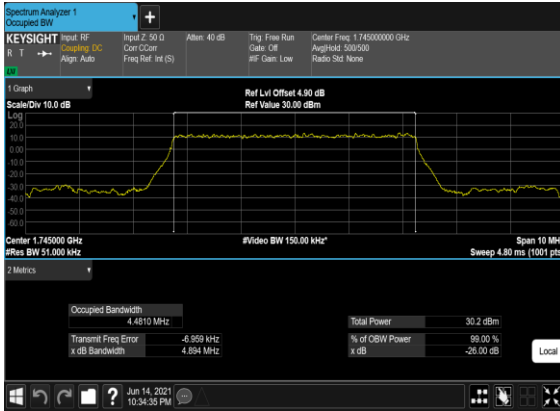 Spectrum Analyzer 1
Occupied BW
+
KEYSIGHT
R T
LXI
Input: RF
Coupling: DC
Align: Auto
Input Z: 50 Ω
Corr CCorr
Freq Ref: Int (S)
Atten: 40 dB
Trig: Free Run
Gate: Off
#IF Gain: Low
Center Freq: 1.745000000 GHz
Avg|Hold: 500/500
Radio Std: None
1 Graph
Scale/Div 10.0 dB
Ref Lvl Offset 4.90 dB
Ref Value 30.00 dBm
Log
20.0
10.0
0.00
-10.0
-20.0
-30.0
-40.0
-50.0
-60.0
Center 1.745000 GHz
#Res BW 51.000 kHz
#Video BW 150.00 kHz*
Span 10 MH
Sweep 4.80 ms (1001 pts
2 Metrics
Occupied Bandwidth
4.4810 MHz
Transmit Freq Error -6.959 kHz
x dB Bandwidth 4.894 MHz
Total Power 30.2 dBm
% of OBW Power 99.00 %
x dB -26.00 dB
Local
?
Jun 14, 2021
10:34:35 PM